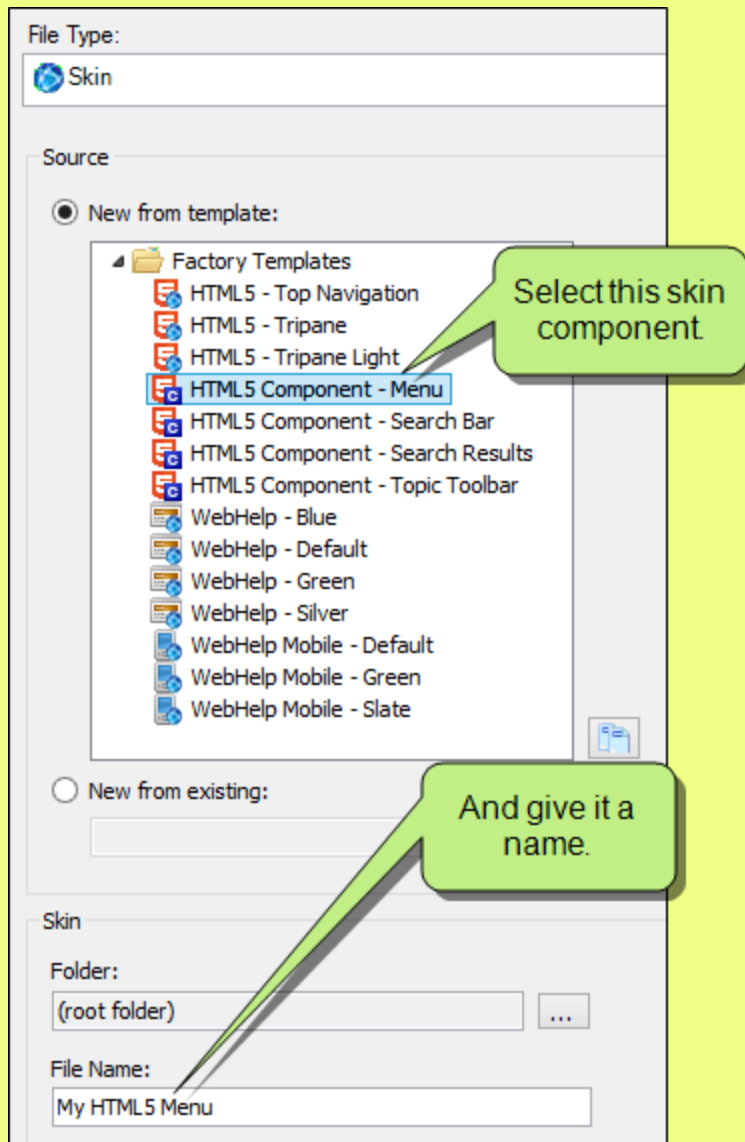 File Type:
Skin
Source
New from template:
Factory Templates
HTML5 - Top Navigation
HTML5 - Tripane
HTML5 - Tripane Light
HTML5 Component - Menu
HTML5 Component - Search Bar
HTML5 Component - Search Results
HTML5 Component - Topic Toolbar
WebHelp - Blue
WebHelp - Default
WebHelp - Green
WebHelp - Silver
WebHelp Mobile - Default
WebHelp Mobile - Green
WebHelp Mobile - Slate
Select this skin
component.
New from existing:
And give it a
name.
Skin
Folder:
(root folder)
...
File Name:
My HTML5 Menu